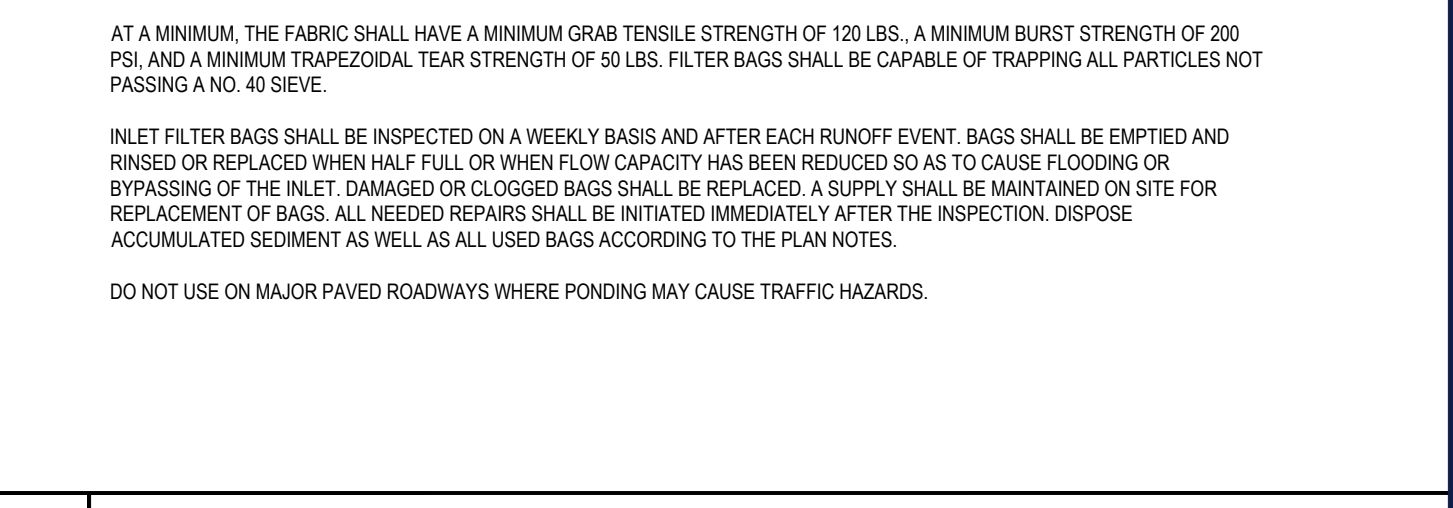 AT A MINIMUM, THE FABRIC SHALL HAVE A MINIMUM GRAB TENSILE STRENGTH OF 120 LBS., A MINIMUM BURST STRENGTH OF 200
PSI, AND A MINIMUM TRAPEZOIDAL TEAR STRENGTH OF 50 LBS. FILTER BAGS SHALL BE CAPABLE OF TRAPPING ALL PARTICLES NOT
PASSING A NO. 40 SIEVE.
INLET FILTER BAGS SHALL BE INSPECTED ON A WEEKLY BASIS AND AFTER EACH RUNOFF EVENT. BAGS SHALL BE EMPTIED AND
RINSED OR REPLACED WHEN HALF FULL OR WHEN FLOW CAPACITY HAS BEEN REDUCED SO AS TO CAUSE FLOODING OR
BYPASSING OF THE INLET. DAMAGED OR CLOGGED BAGS SHALL BE REPLACED. A SUPPLY SHALL BE MAINTAINED ON SITE FOR
REPLACEMENT OF BAGS. ALL NEEDED REPAIRS SHALL BE INITIATED IMMEDIATELY AFTER THE INSPECTION. DISPOSE
ACCUMULATED SEDIMENT AS WELL AS ALL USED BAGS ACCORDING TO THE PLAN NOTES.
DO NOT USE ON MAJOR PAVED ROADWAYS WHERE PONDING MAY CAUSE TRAFFIC HAZARDS.